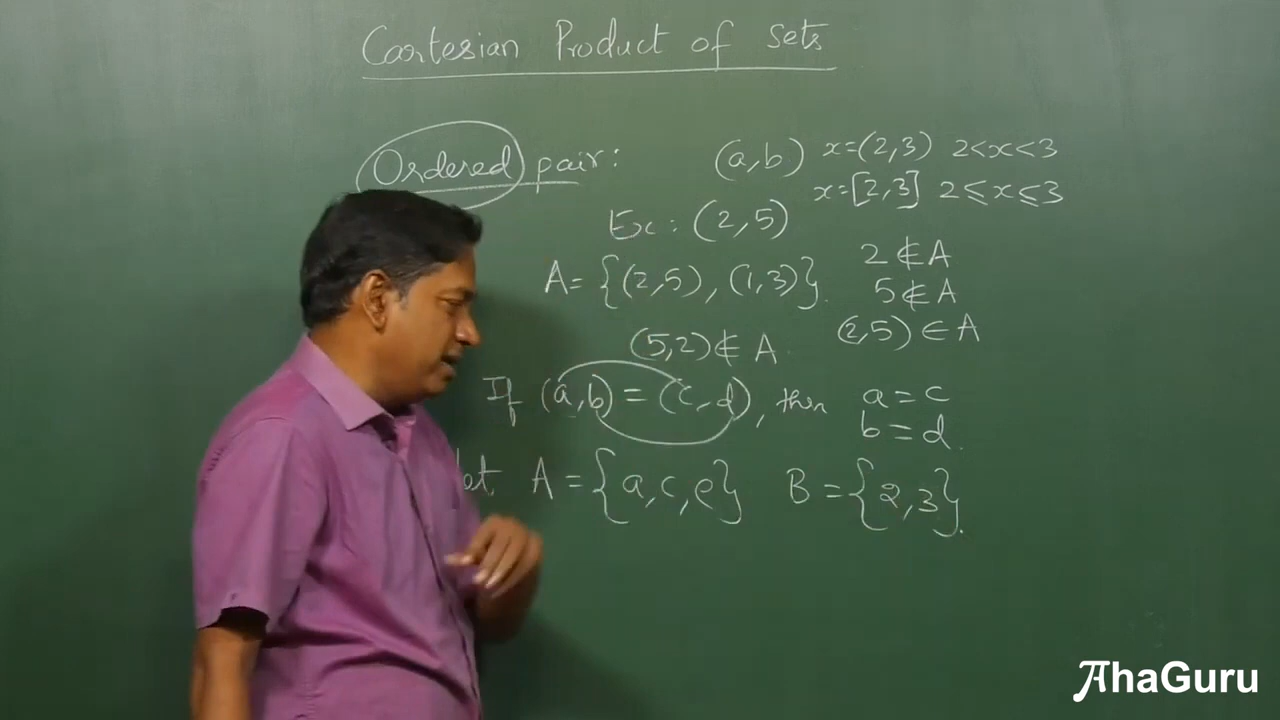 Cartesian Product of sets
Ordered pair: (a,b) x=(2,3) 2<x<3
x=[2,3] 2≤x≤3
Ex: (2,5)
2∉A
A={(2,5),(1,3)}. 5∉A
(5,2)∉A (2,5)∈A
If (a,b)=(c,d), then a=c
b=d.
let A={a,c,e} B={2,3}.
AhaGuru